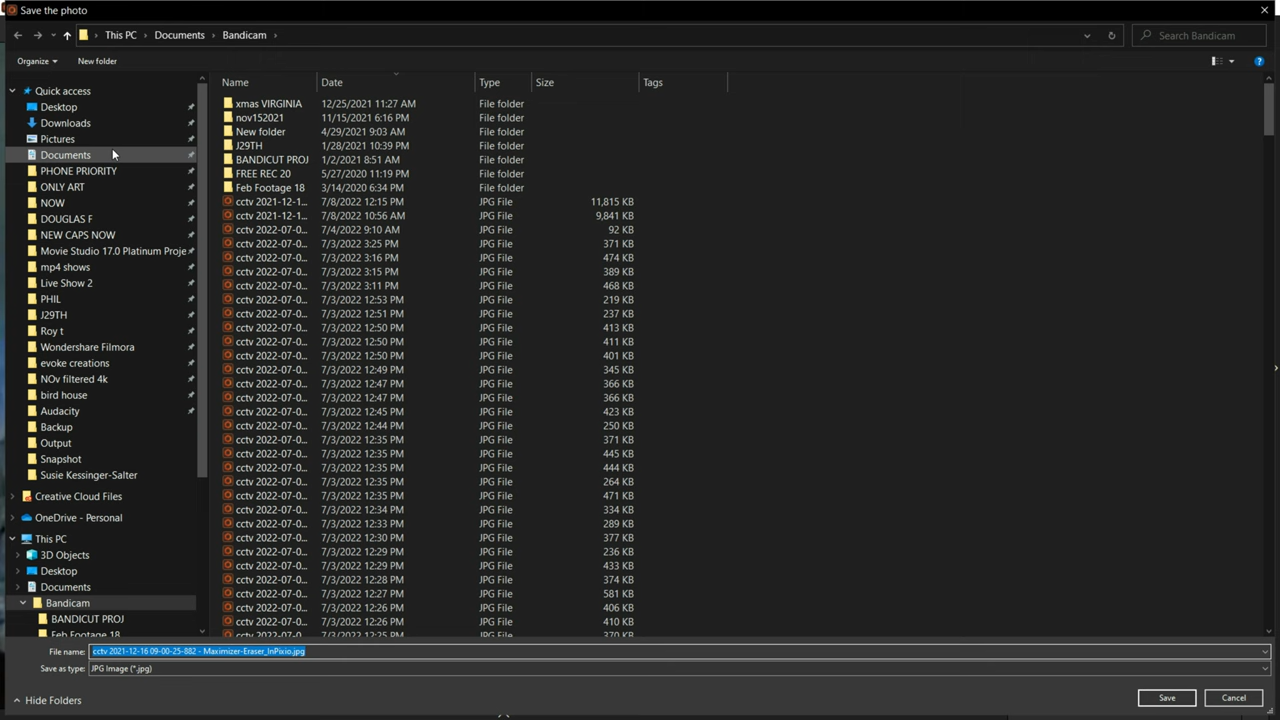 Save the photo
This PC > Documents > Bandicam >
Search Bandicam
Organize
New folder
Name Date Type Size Tags
Quick access
Desktop
Downloads
Pictures
Documents
PHONE PRIORITY
ONLY ART
NOW
DOUGLAS F
NEW CAPS NOW
Movie Studio 17.0 Platinum Proje
mp4 shows
Live Show 2
PHIL
J29TH
Roy t
Wondershare Filmora
evoke creations
NOv filtered 4k
bird house
Audacity
Backup
Output
Snapshot
Susie Kessinger-Salter
Creative Cloud Files
OneDrive - Personal
This PC
3D Objects
Desktop
Documents
Bandicam
BANDICUT PROJ
Feb Footage 18
xmas VIRGINIA 12/25/2021 11:27 AM File folder
nov152021 11/15/2021 6:16 PM File folder
New folder 4/29/2021 9:03 AM File folder
J29TH 1/28/2021 10:39 PM File folder
BANDICUT PROJ 1/2/2021 8:51 AM File folder
FREE REC 20 5/27/2020 11:19 PM File folder
Feb Footage 18 3/14/2020 6:34 PM File folder
cctv 2021-12-1... 7/8/2022 12:15 PM JPG File 11,815 KB
cctv 2021-12-1... 7/8/2022 10:56 AM JPG File 9,841 KB
cctv 2022-07-0... 7/4/2022 9:10 AM JPG File 92 KB
cctv 2022-07-0... 7/3/2022 3:25 PM JPG File 371 KB
cctv 2022-07-0... 7/3/2022 3:16 PM JPG File 474 KB
cctv 2022-07-0... 7/3/2022 3:15 PM JPG File 389 KB
cctv 2022-07-0... 7/3/2022 3:11 PM JPG File 468 KB
cctv 2022-07-0... 7/3/2022 12:53 PM JPG File 219 KB
cctv 2022-07-0... 7/3/2022 12:51 PM JPG File 237 KB
cctv 2022-07-0... 7/3/2022 12:50 PM JPG File 413 KB
cctv 2022-07-0... 7/3/2022 12:50 PM JPG File 411 KB
cctv 2022-07-0... 7/3/2022 12:50 PM JPG File 401 KB
cctv 2022-07-0... 7/3/2022 12:49 PM JPG File 345 KB
cctv 2022-07-0... 7/3/2022 12:47 PM JPG File 366 KB
cctv 2022-07-0... 7/3/2022 12:47 PM JPG File 366 KB
cctv 2022-07-0... 7/3/2022 12:45 PM JPG File 423 KB
cctv 2022-07-0... 7/3/2022 12:44 PM JPG File 250 KB
cctv 2022-07-0... 7/3/2022 12:35 PM JPG File 371 KB
cctv 2022-07-0... 7/3/2022 12:35 PM JPG File 445 KB
cctv 2022-07-0... 7/3/2022 12:35 PM JPG File 444 KB
cctv 2022-07-0... 7/3/2022 12:35 PM JPG File 264 KB
cctv 2022-07-0... 7/3/2022 12:35 PM JPG File 471 KB
cctv 2022-07-0... 7/3/2022 12:34 PM JPG File 334 KB
cctv 2022-07-0... 7/3/2022 12:33 PM JPG File 289 KB
cctv 2022-07-0... 7/3/2022 12:30 PM JPG File 377 KB
cctv 2022-07-0... 7/3/2022 12:29 PM JPG File 236 KB
cctv 2022-07-0... 7/3/2022 12:29 PM JPG File 433 KB
cctv 2022-07-0... 7/3/2022 12:28 PM JPG File 374 KB
cctv 2022-07-0... 7/3/2022 12:27 PM JPG File 581 KB
cctv 2022-07-0... 7/3/2022 12:26 PM JPG File 406 KB
cctv 2022-07-0... 7/3/2022 12:26 PM JPG File 410 KB
cctv 2022-07-0... 7/3/2022 12:25 PM JPG File 370 KB
File name: cctv 2021-12-16 09-00-25-882 - Maximizer-Eraser_InPixio.jpg
Save as type: JPG Image (*.jpg)
Hide Folders
Save
Cancel